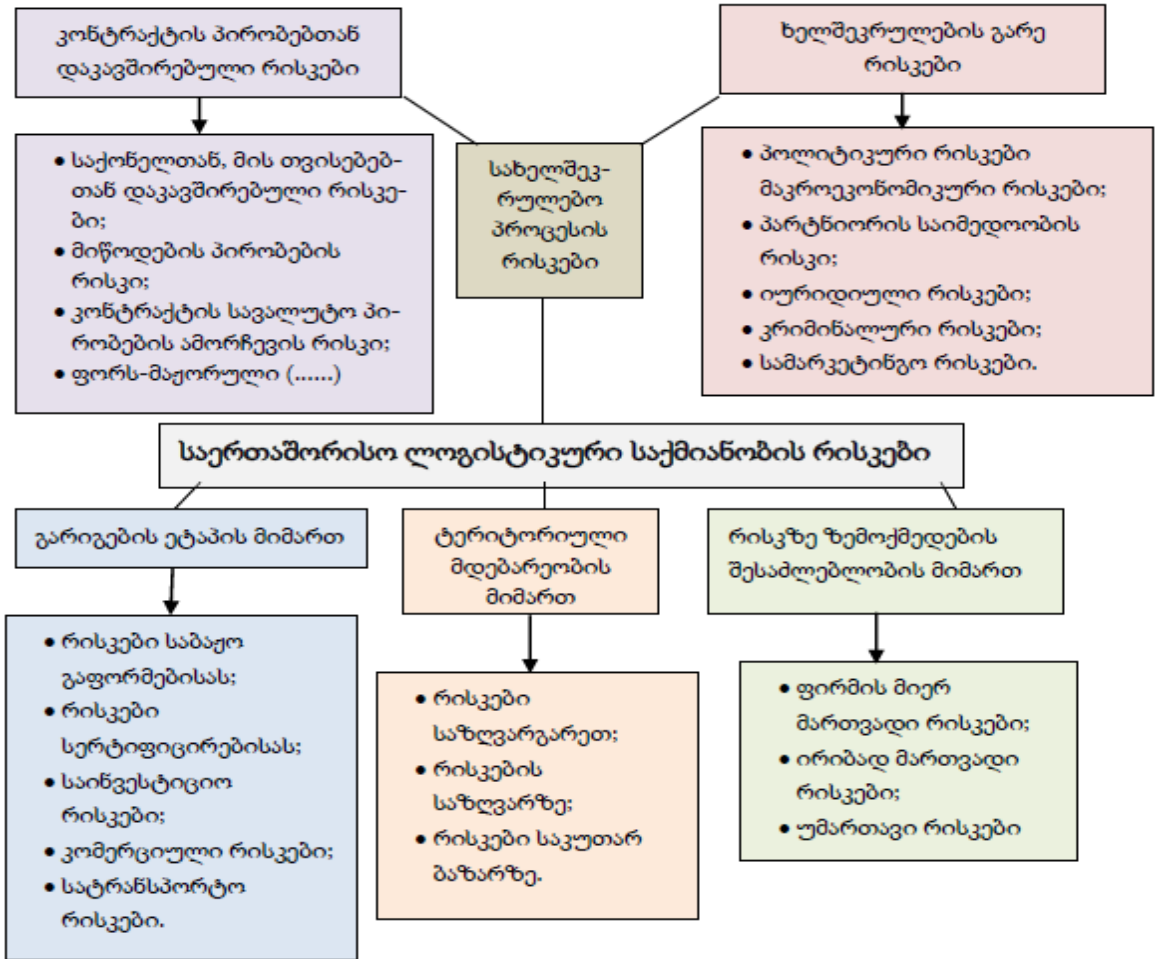 კონტრაქტის პირობებთან
დაკავშირებული რისკები
ხელშეკრულების გარე
რისკები
• საქონელთან, მის თვისებებ-
თან დაკავშირებული რისკე-
ბი;
• მიწოდების პირობების
რისკი;
• კონტრაქტის სავალუტო პი-
რობების ამორჩევის რისკი;
• ფორს-მაჟორული (......)
სახელშეკ-
რულებო
პროცესის
რისკები
• პოლიტიკური რისკები
მაკროეკონომიკური რისკები;
• პარტნიორის საიმედოობის
რისკი;
• იურიდიული რისკები;
• კრიმინალური რისკები;
• სამარკეტინგო რისკები.
საერთაშორისო ლოგისტიკური საქმიანობის რისკები
გარიგების ეტაპის მიმართ
ტერიტორიული
მდებარეობის
მიმართ
რისკზე ზემოქმედების
შესაძლებლობის მიმართ
• რისკები საბაჟო
გაფორმებისას;
• რისკები
სერტიფიცირებისას;
• საინვესტიციო
რისკები;
• კომერციული რისკები;
• სატრანსპორტო
რისკები.
• რისკები
საზღვარგარეთ;
• რისკების
საზღვარზე;
• რისკები საკუთარ
ბაზარზე.
• ფირმის მიერ
მართვადი რისკები;
• ირიბად მართვადი
რისკები;
• უმართავი რისკები